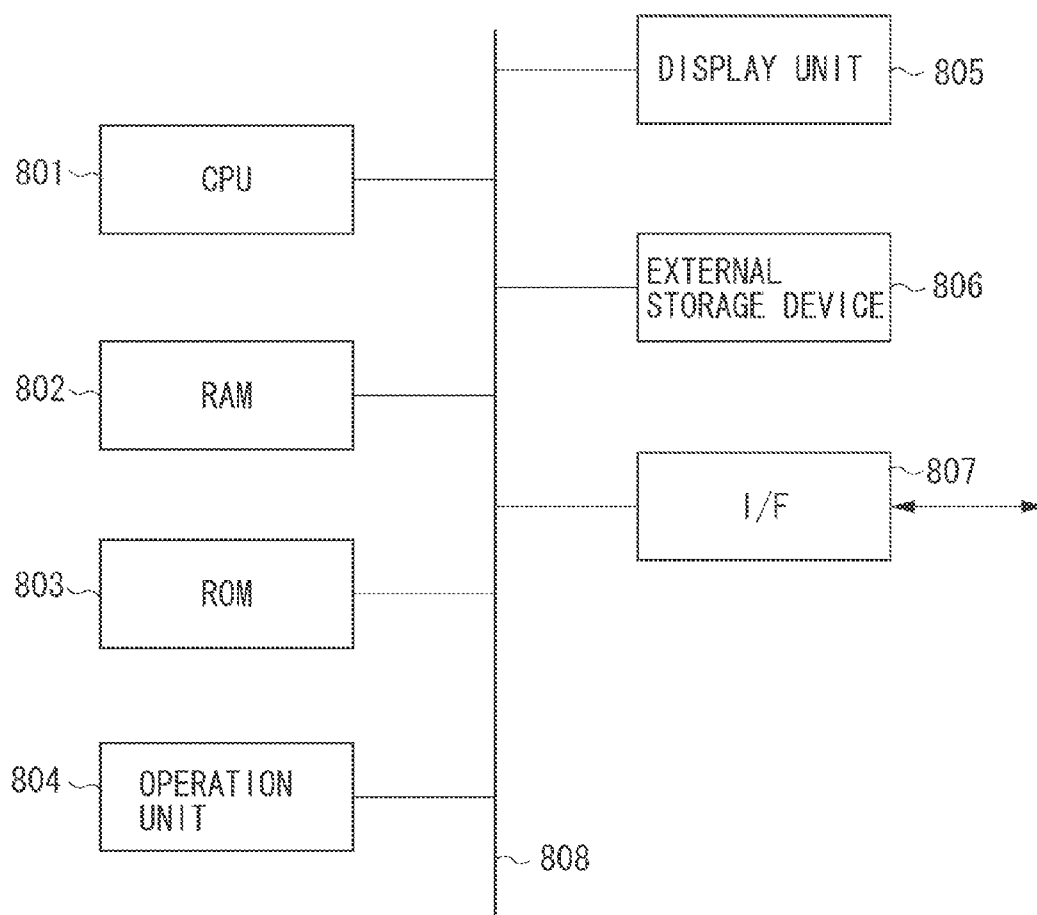 DISPLAY UNIT
805
801
CPU
EXTERNAL
STORAGE DEVICE
806
802
RAM
807
I/F
803
ROM
804
OPERATION
UNIT
808